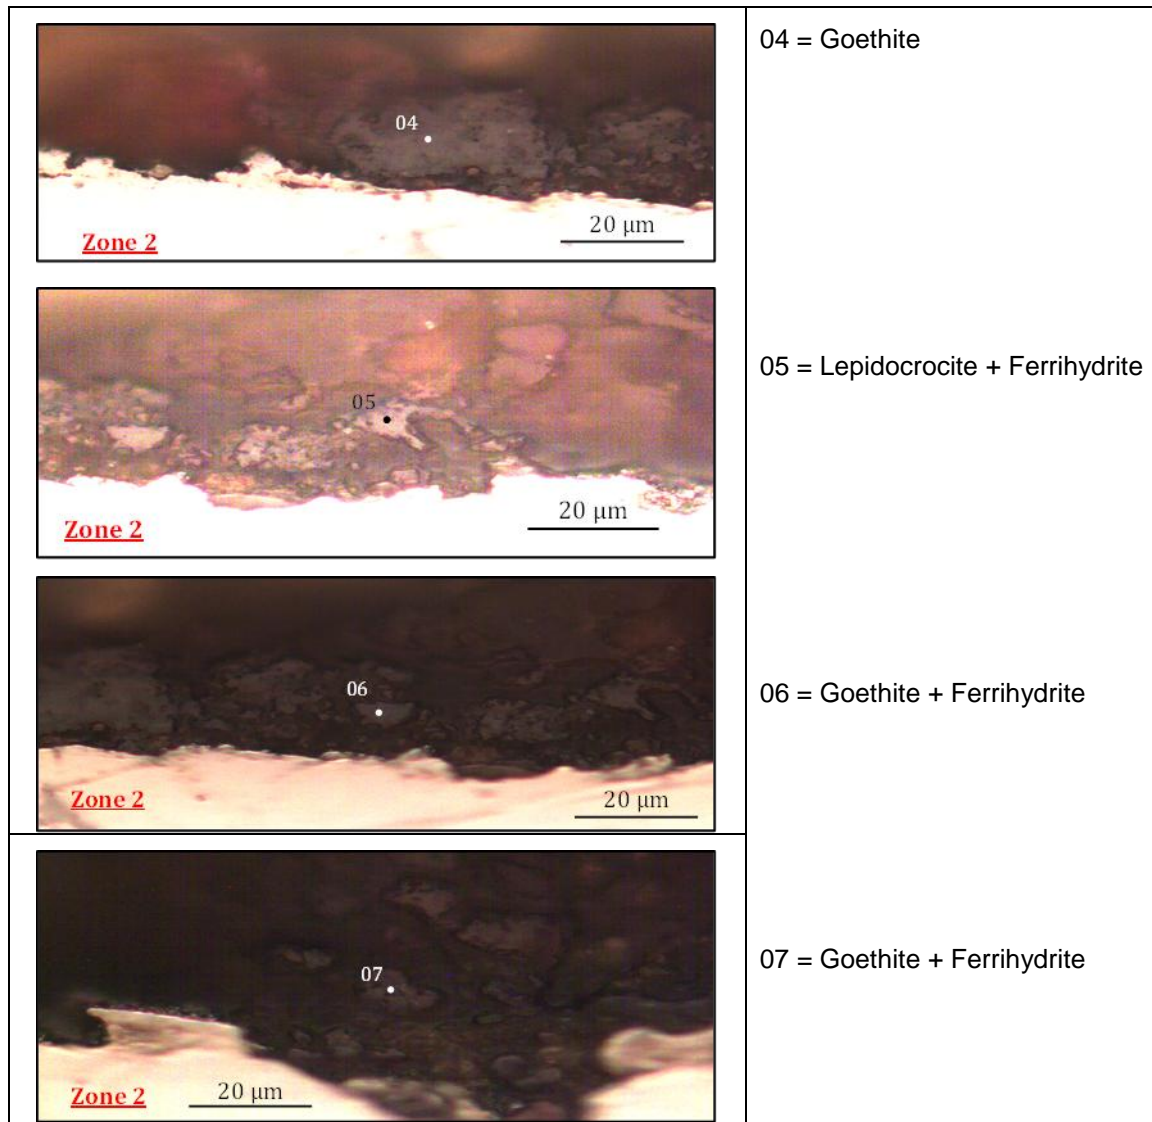 04
Zone 2
20 µm
04 = Goethite
05
Zone 2
20 µm
05 = Lepidocrocite + Ferrihydrite
06
Zone 2
20 µm
06 = Goethite + Ferrihydrite
07
Zone 2
20 µm
07 = Goethite + Ferrihydrite